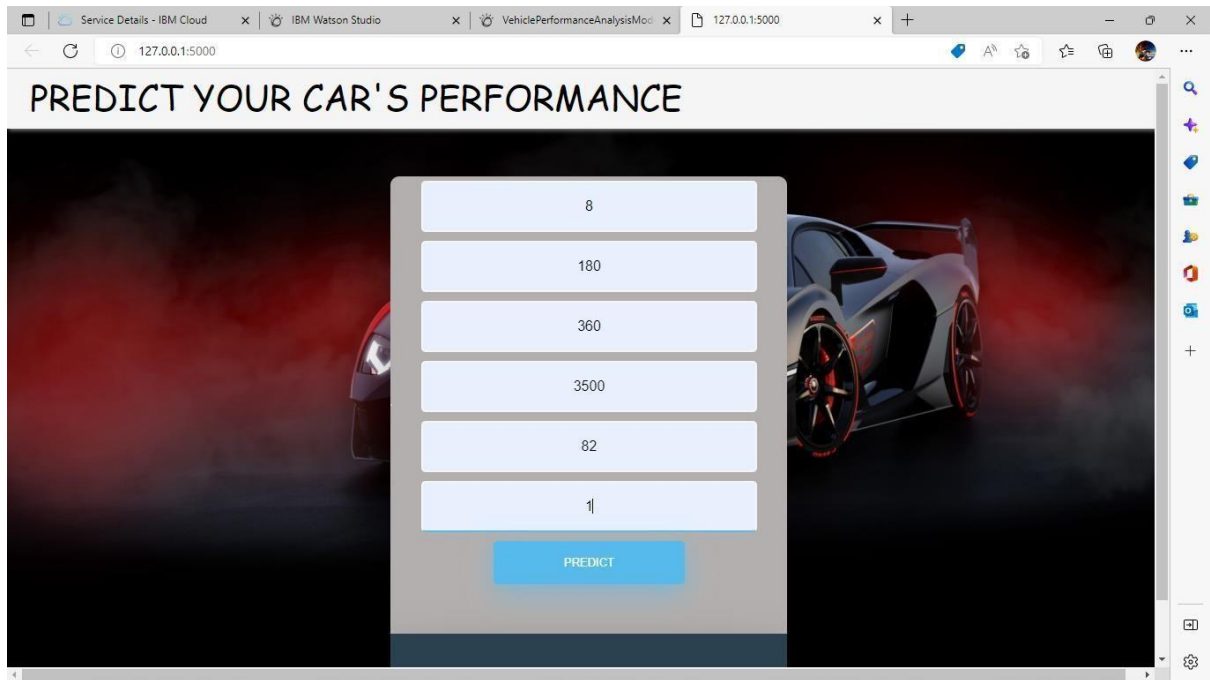 Service Details - IBM Cloud
IBM Watson Studio
VehiclePerformanceAnalysisMod
127.0.0.1:5000
127.0.0.1:5000
PREDICT YOUR CAR'S PERFORMANCE
8
180
360
3500
82
1
PREDICT